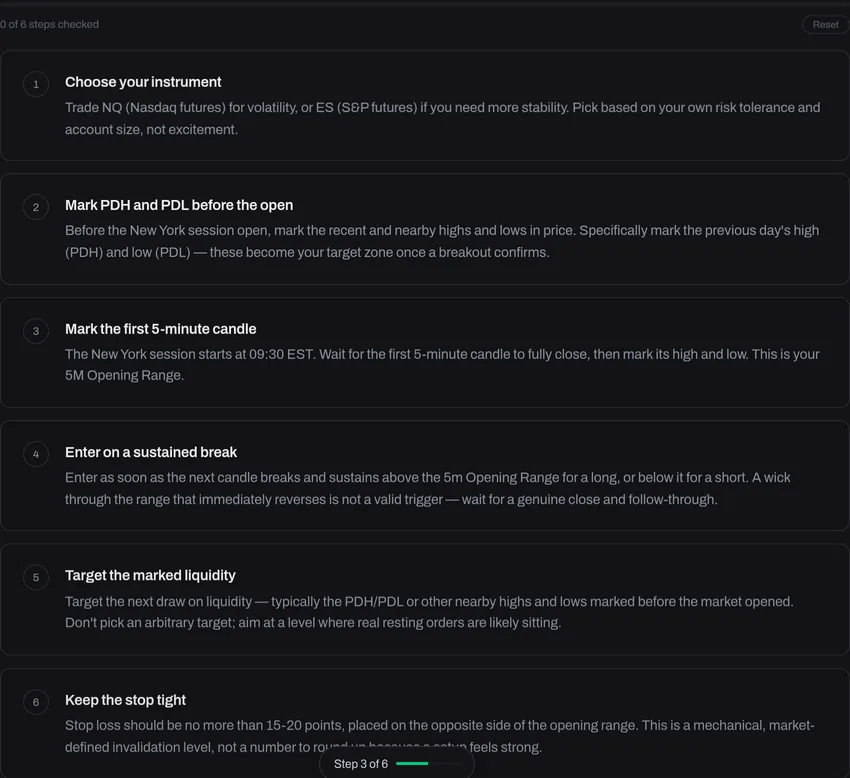 0 of 6 steps checked
Reset
1
Choose your instrument
Trade NQ (Nasdaq futures) for volatility, or ES (S&P futures) if you need more stability. Pick based on your own risk tolerance and
account size, not excitement.
2
Mark PDH and PDL before the open
Before the New York session open, mark the recent and nearby highs and lows in price. Specifically mark the previous day's high
(PDH) and low (PDL) — these become your target zone once a breakout confirms.
3
Mark the first 5-minute candle
The New York session starts at 09:30 EST. Wait for the first 5-minute candle to fully close, then mark its high and low. This is your
5M Opening Range.
4
Enter on a sustained break
Enter as soon as the next candle breaks and sustains above the 5m Opening Range for a long, or below it for a short. A wick
through the range that immediately reverses is not a valid trigger — wait for a genuine close and follow-through.
5
Target the marked liquidity
Target the next draw on liquidity — typically the PDH/PDL or other nearby highs and lows marked before the market opened.
Don't pick an arbitrary target; aim at a level where real resting orders are likely sitting.
6
Keep the stop tight
Stop loss should be no more than 15-20 points, placed on the opposite side of the opening range. This is a mechanical, market-
defined invalidation level, not a number to round up because a setup feels strong.
Step 3 of 6